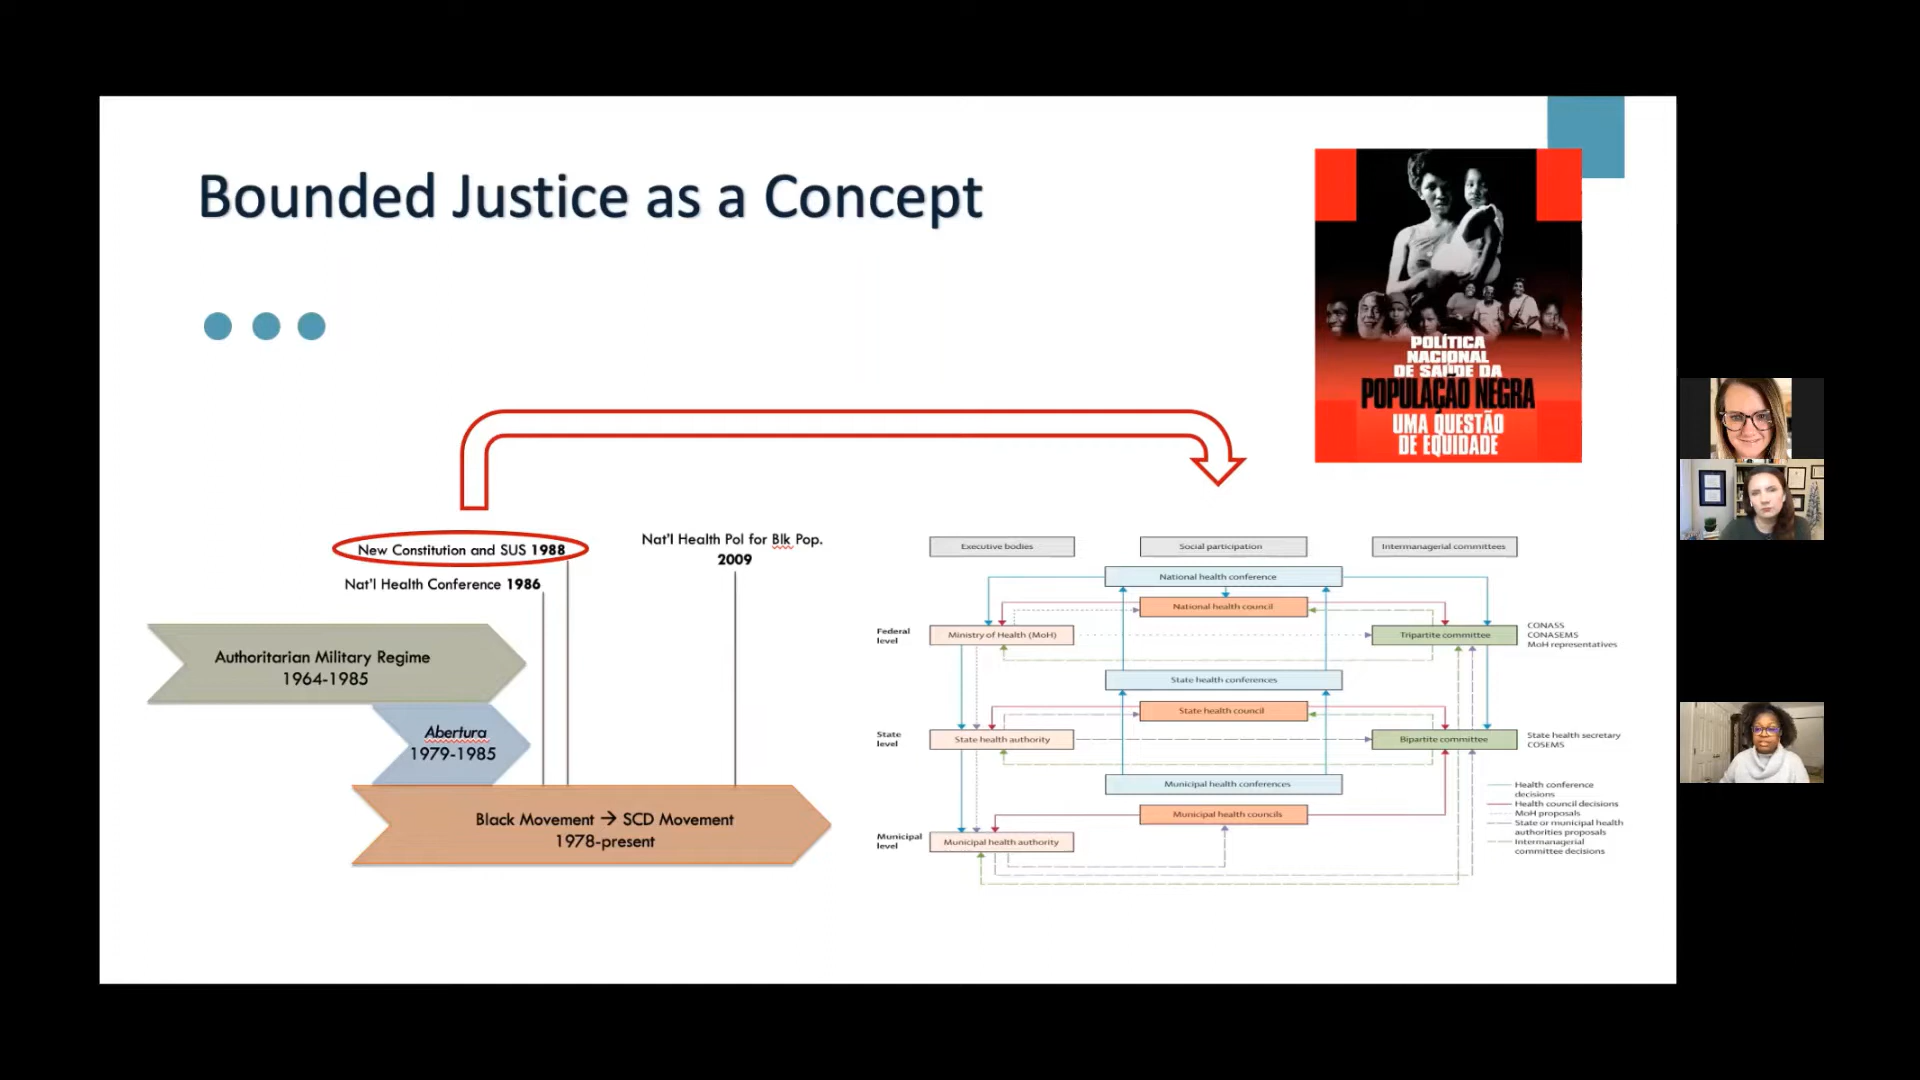 Bounded Justice as a Concept
POLÍTICA
NACIONAL
DE SAÚDE DA
POPULAÇÃO NEGRA
UMA QUESTÃO
DE EQUIDADE
New Constitution and SUS 1988
Nat'l Health Conference 1986
Nat'l Health Pol for Blk Pop.
2009
Authoritarian Military Regime
1964-1985
Abertura
1979-1985
Black Movement → SCD Movement
1978-present
Executive bodies
Social participation
Intermanagerial committees
National health conference
National health council
Federal
level
Ministry of Health (MoH)
Tripartite committee
CONASS
CONASEMS
MoH representatives
State health conferences
State health council
State
level
State health authority
Bipartite committee
State health secretary
COSEMS
Municipal health conferences
Municipal health councils
Municipal
level
Municipal health authority
Health conference
decisions
Health council decisions
MoH proposals
State or municipal health
authorities proposals
Intermanagerial
committee decisions